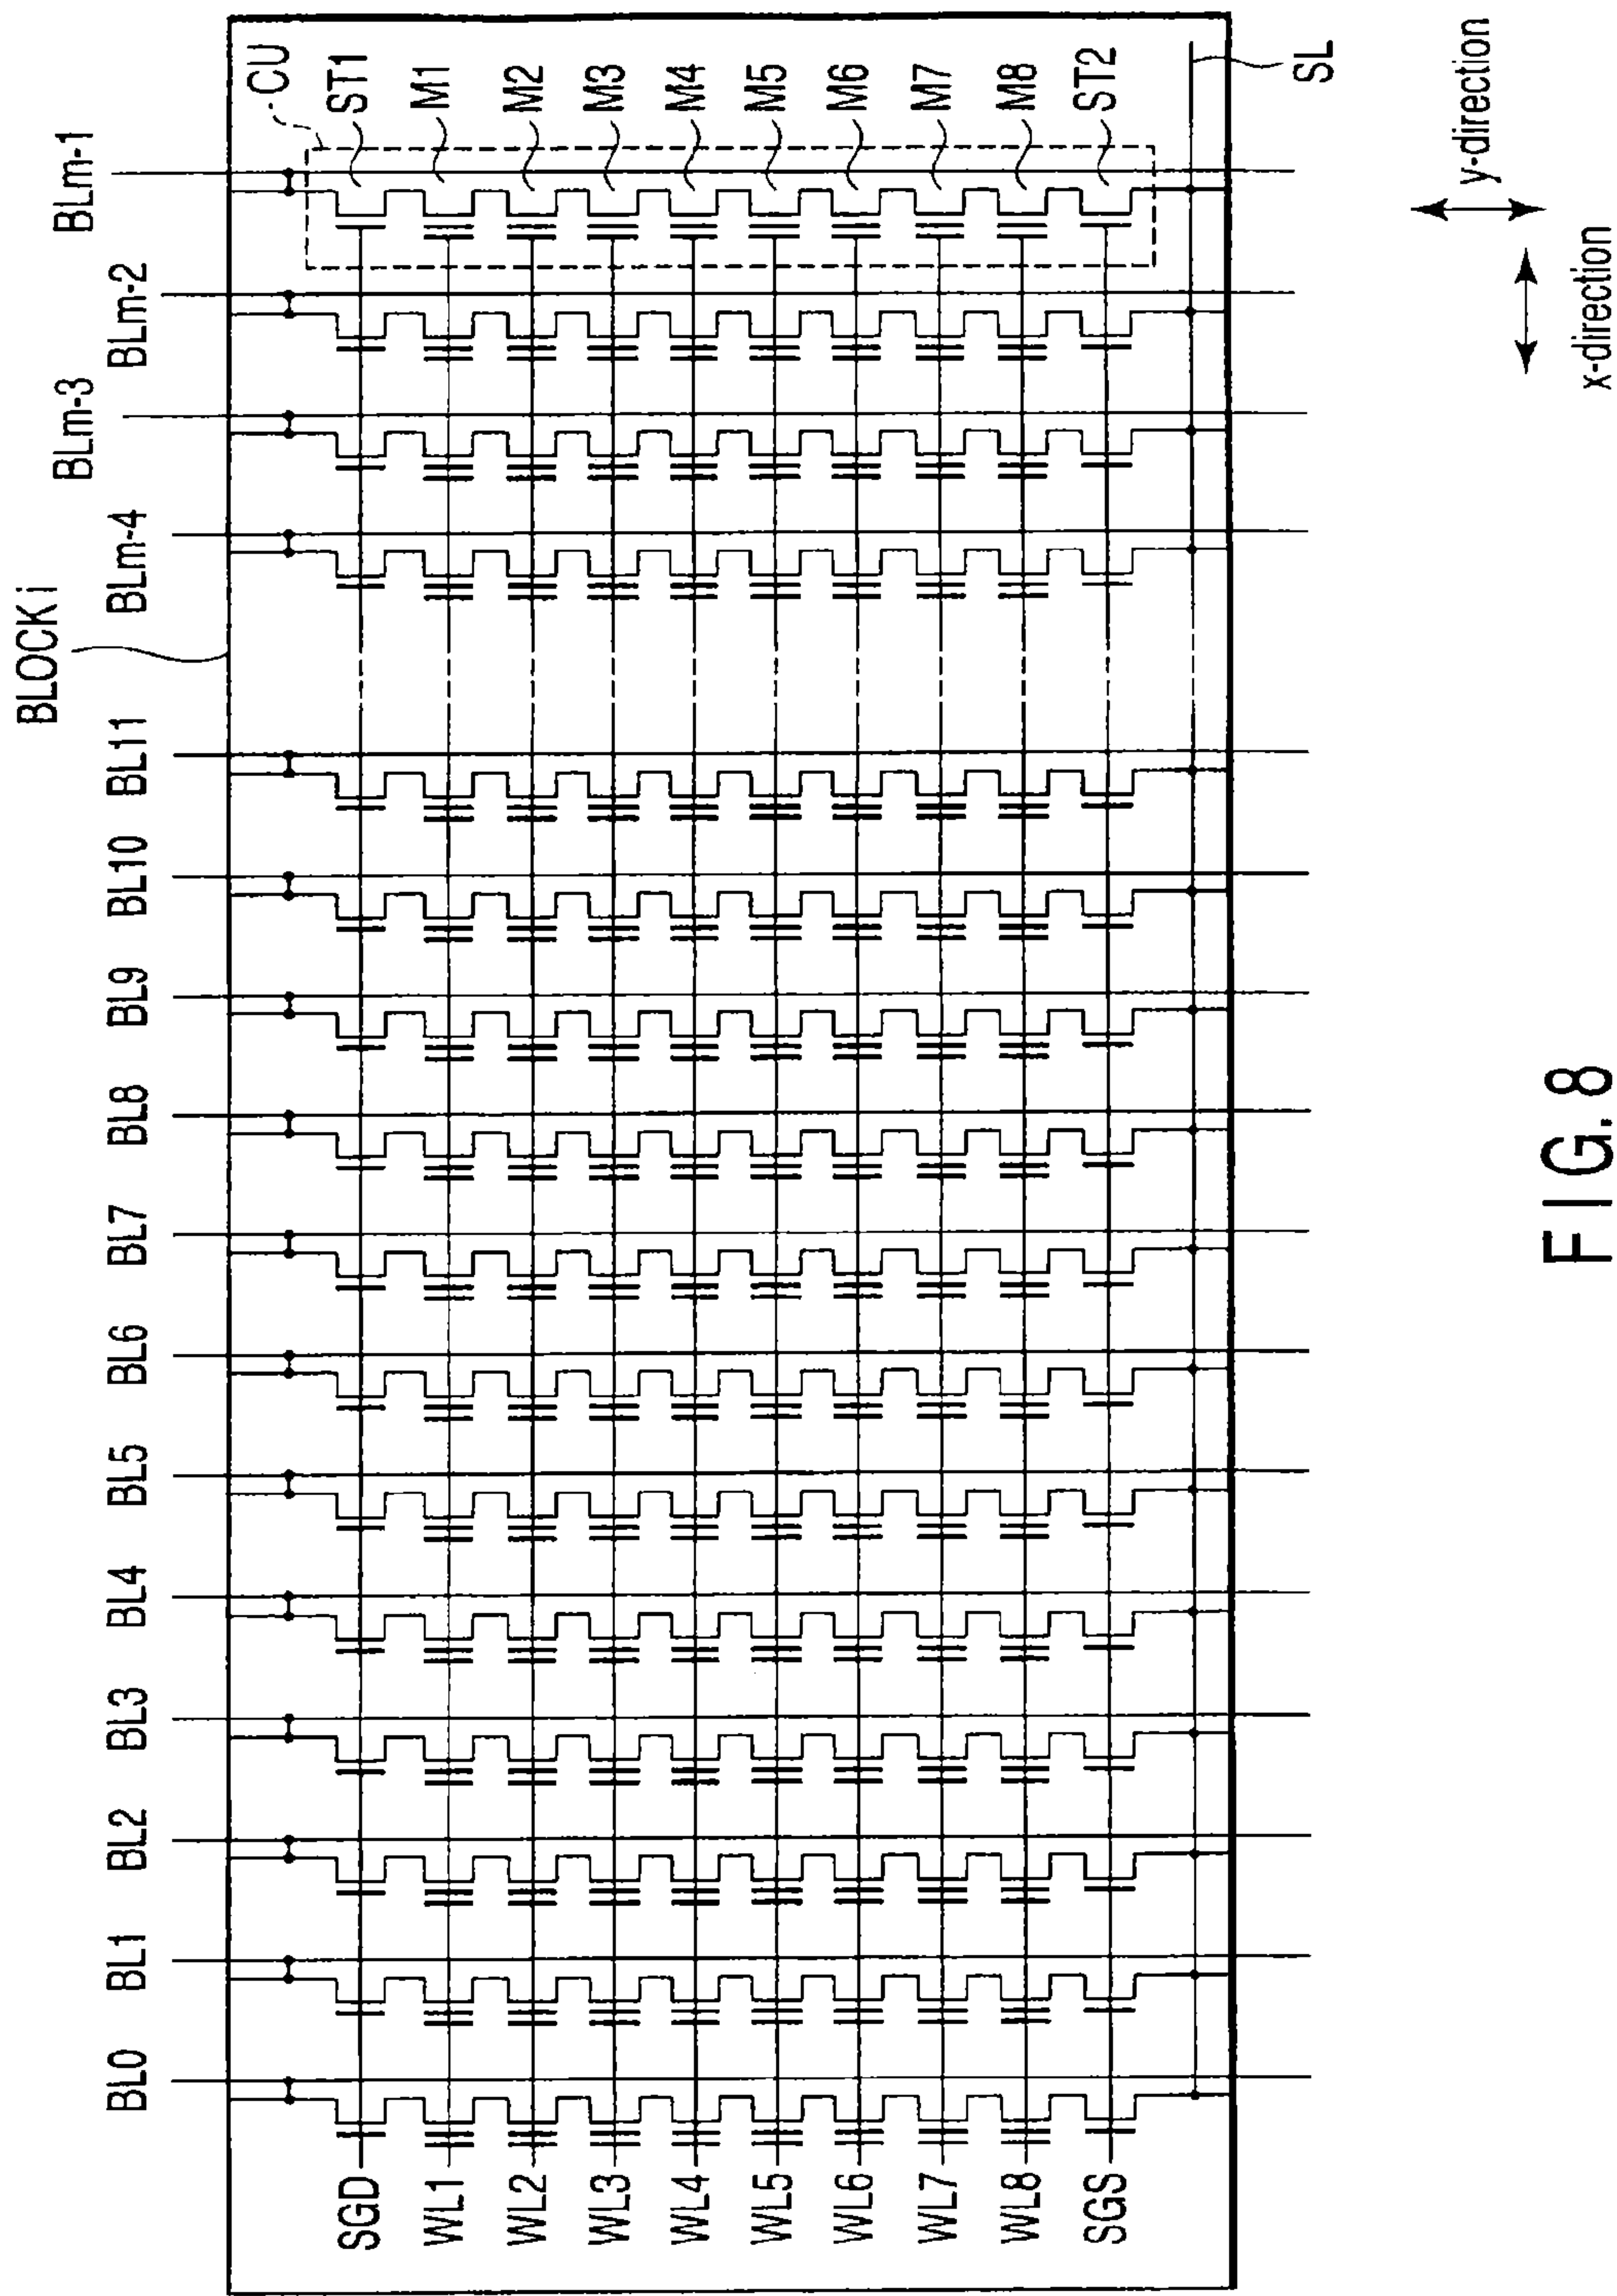 BLOCKi
BL0
BL1
BL2
BL3
BL4
BL5
BL6
BL7
BL8
BL9
BL10
BL11
BLm-4
BLm-3
BLm-2
BLm-1
CU
SGD
ST1
WL1
M1
WL2
M2
WL3
M3
WL4
M4
WL5
M5
WL6
M6
WL7
M7
WL8
M8
SGS
ST2
SL
y-direction
x-direction
FIG. 8